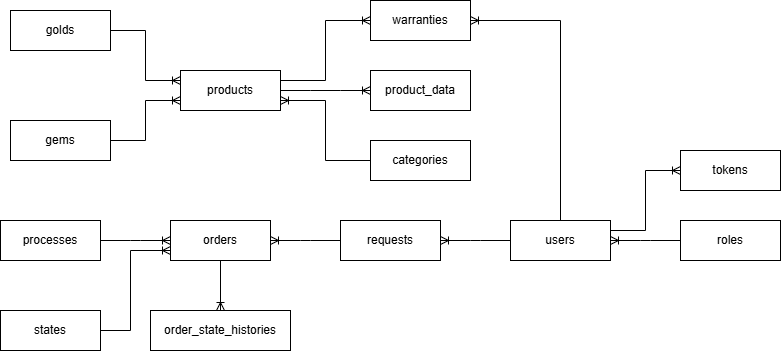 warranties
golds
products
product_data
gems
categories
tokens
processes
orders
requests
users
roles
states
order_state_histories